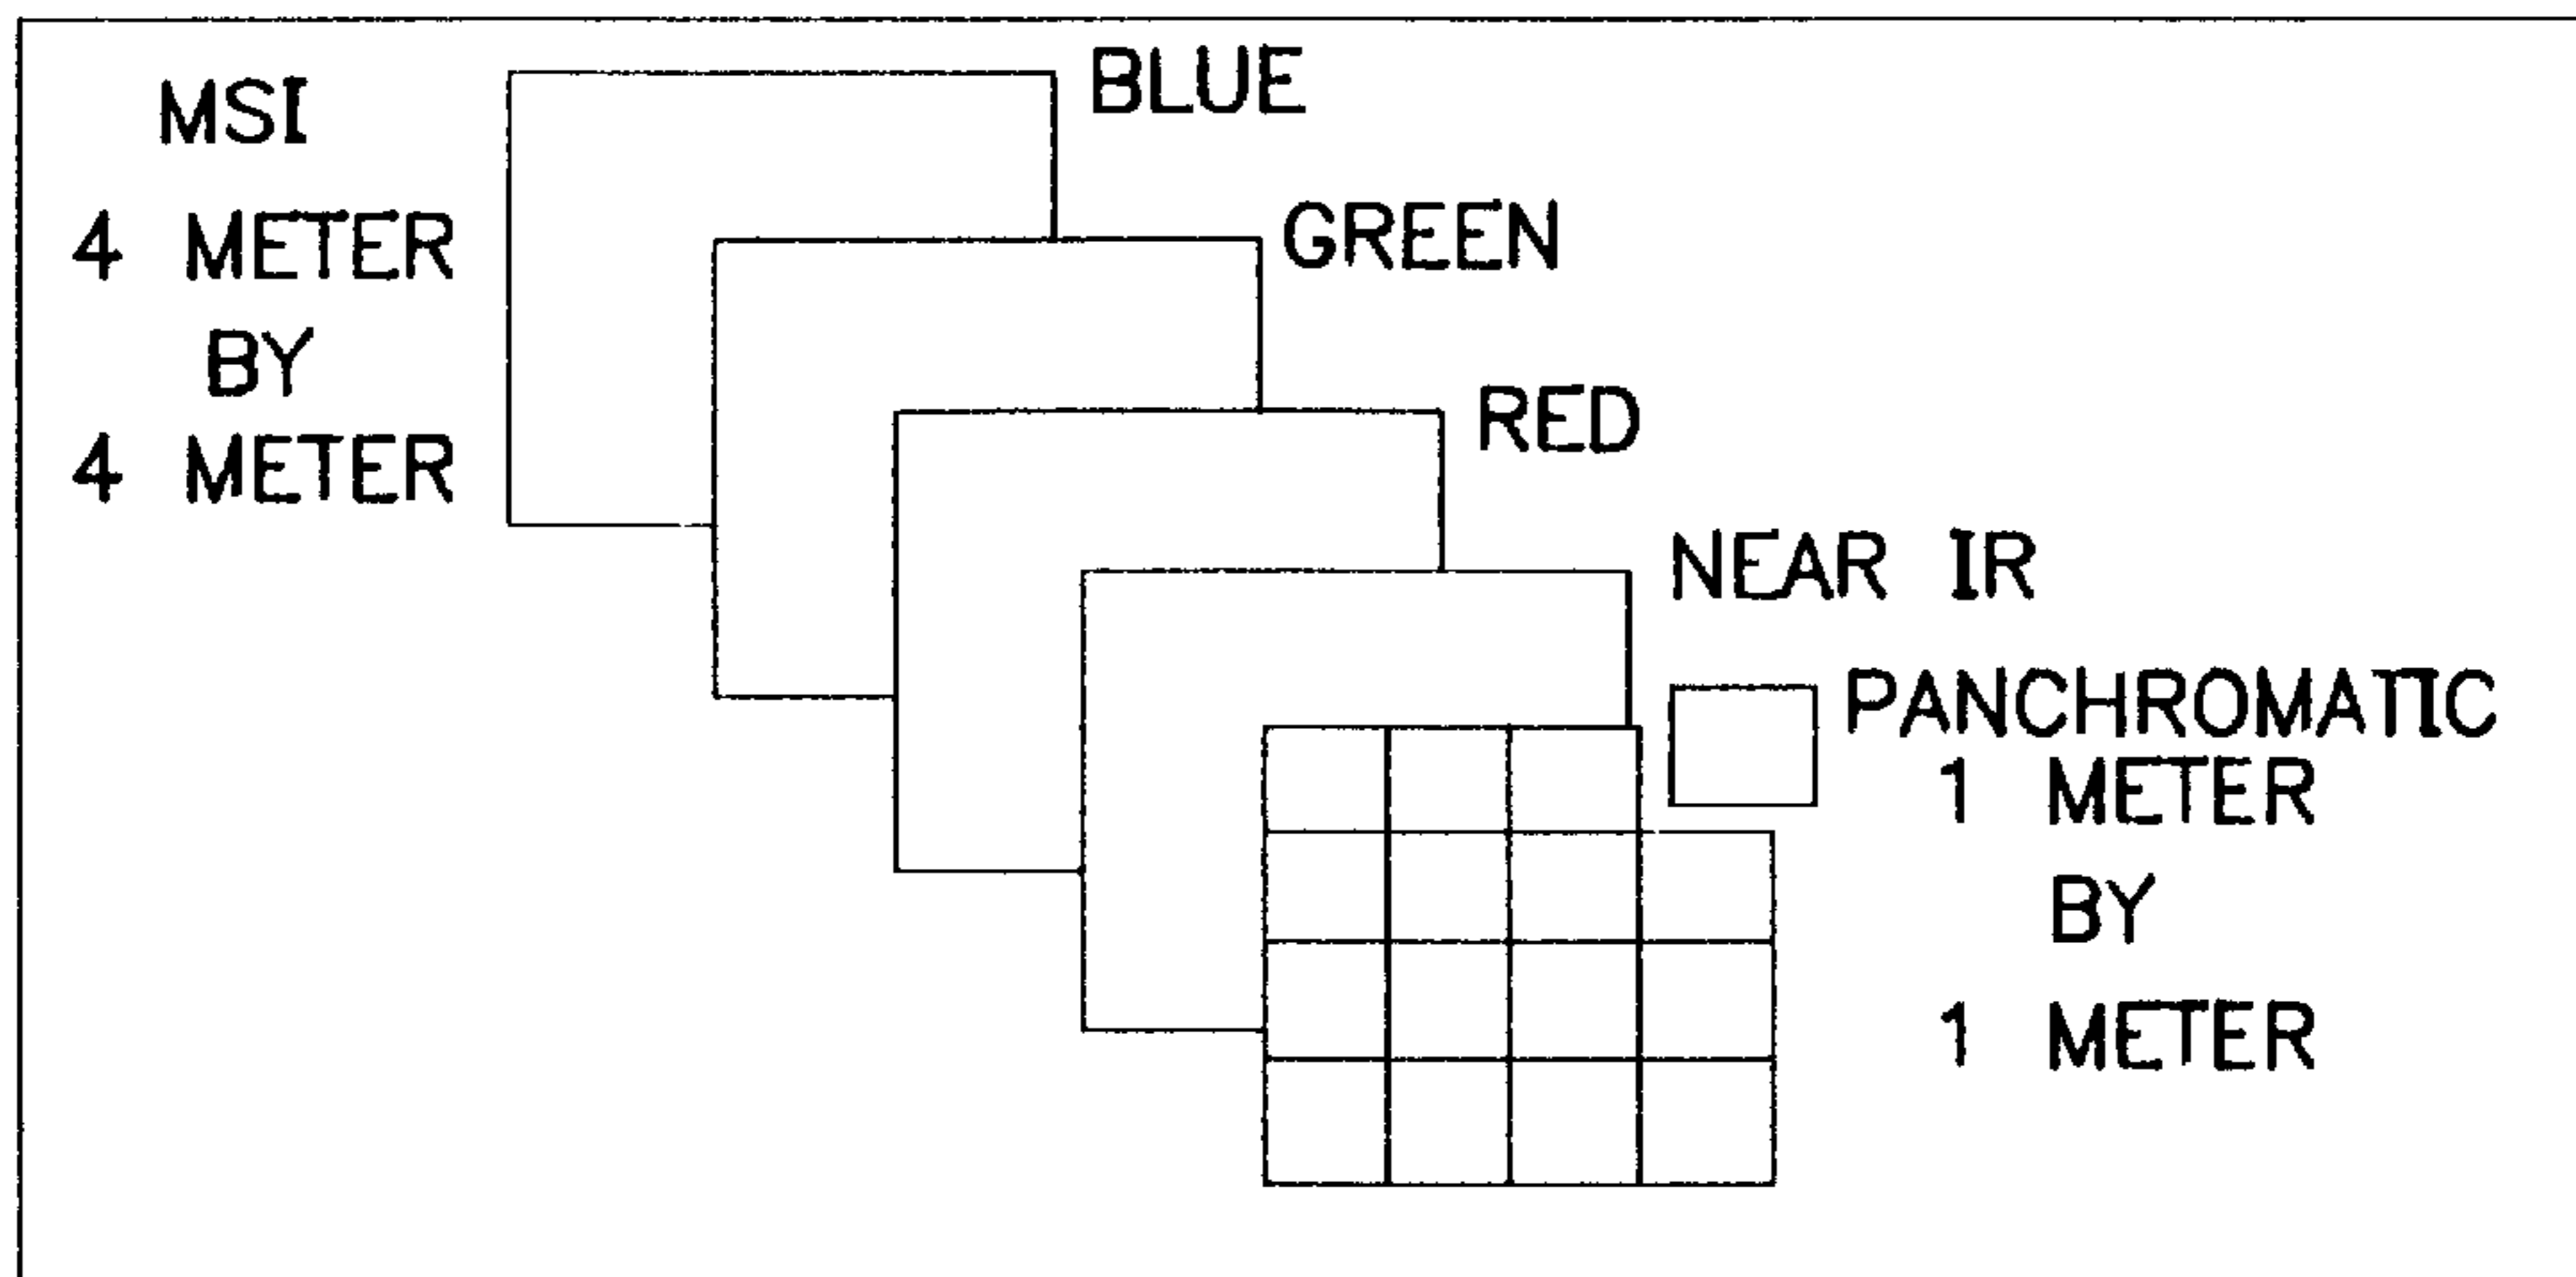 MSI
4 METER
BY
4 METER
BLUE
GREEN
RED
NEAR IR
PANCHROMATIC
1 METER
BY
1 METER